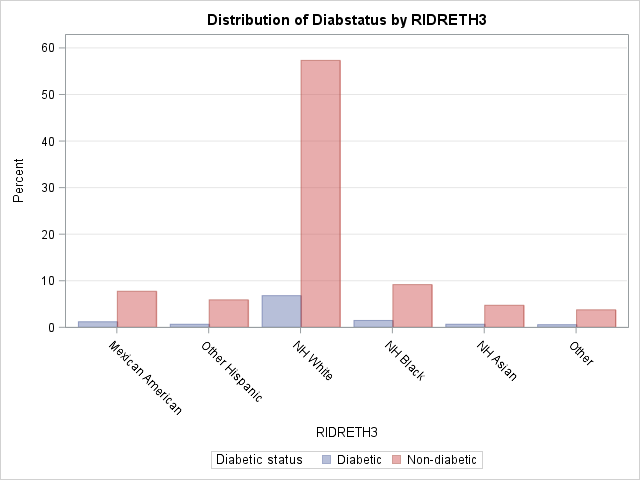 Distribution of Diabstatus by RIDRETH3
60
50
40
30
20
10
0
Percent
Mexican American
Other Hispanic
NH White
NH Black
NH Asian
Other
RIDRETH3
Diabetic status Diabetic Non-diabetic